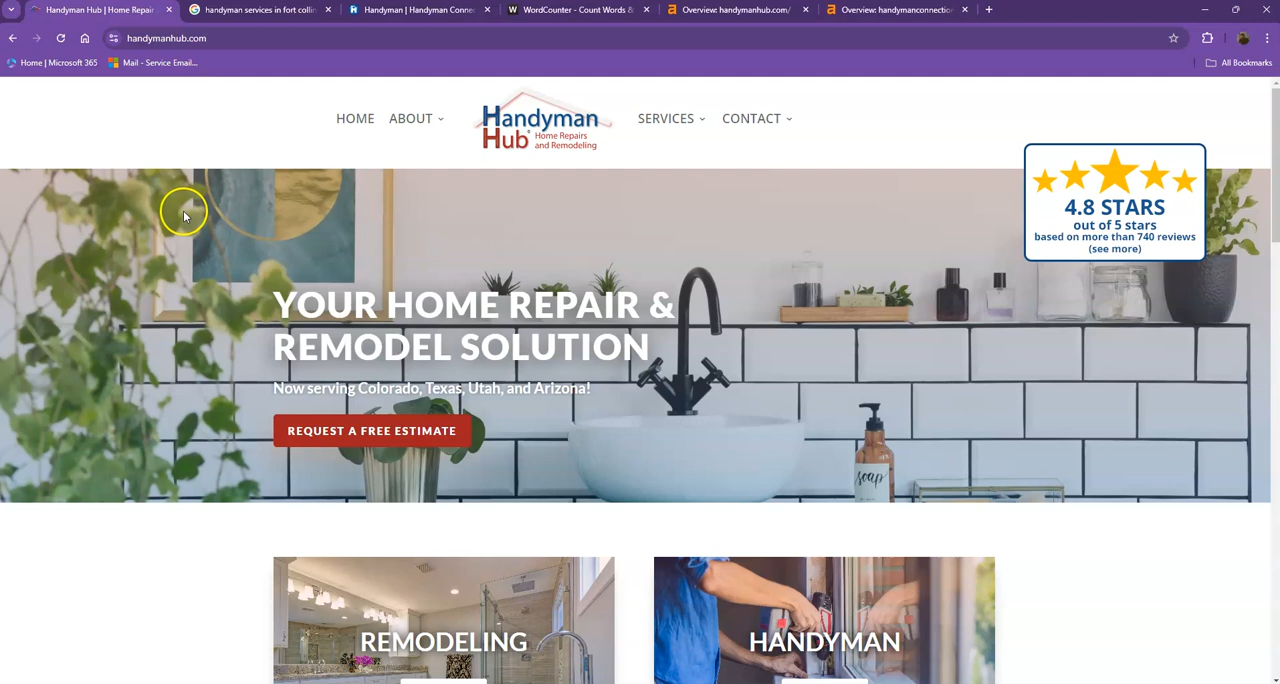 Handyman Hub | Home Repair
handyman services in fort collin
Handyman | Handyman Conne
WordCounter - Count Words &
Overview: handymanhub.com/
Overview: handymanconnectio
handymanhub.com
Home | Microsoft 365
Mail - Service Email...
All Bookmarks
HOME
ABOUT
Handyman
Hub
Home Repairs
and Remodeling
SERVICES
CONTACT
4.8 STARS
out of 5 stars
based on more than 740 reviews
(see more)
YOUR HOME REPAIR &
REMODEL SOLUTION
Now serving Colorado, Texas, Utah, and Arizona!
REQUEST A FREE ESTIMATE
soap
REMODELING
HANDYMAN